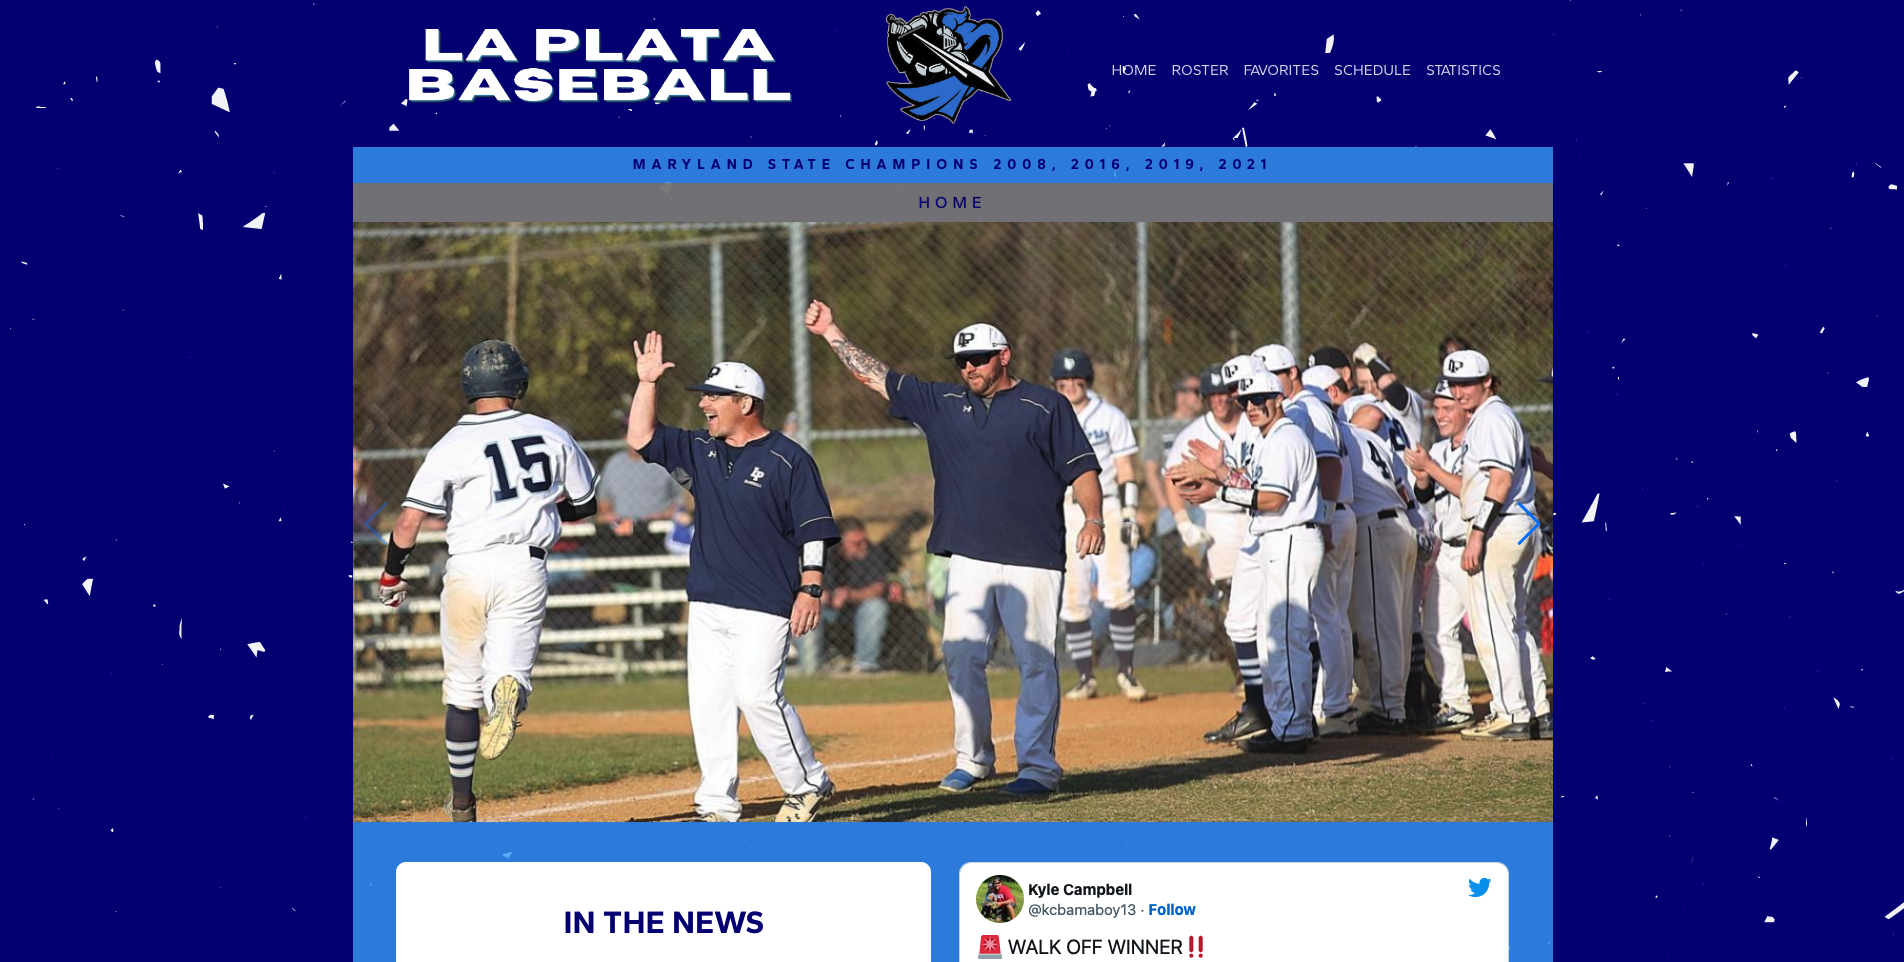 LA PLATA
BASEBALL
HOME ROSTER FAVORITES SCHEDULE STATISTICS
MARYLAND STATE CHAMPIONS 2008, 2016, 2019, 2021
HOME
15
IN THE NEWS
Kyle Campbell
@kcbamaboy13 · Follow
🚨 WALK OFF WINNER‼️